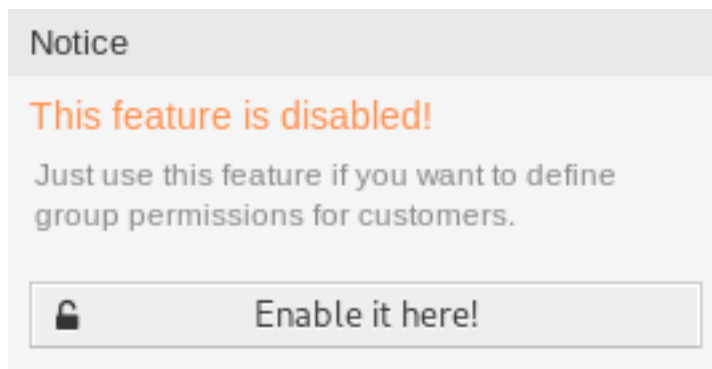 Notice
This feature is disabled!
Just use this feature if you want to define
group permissions for customers.
Enable it here!